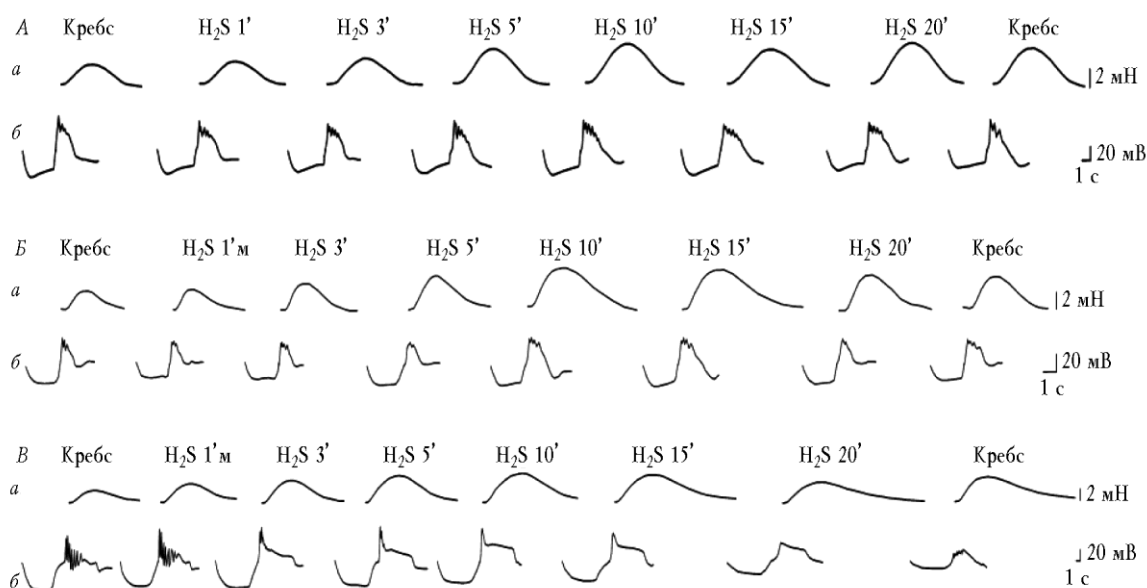 А Кребс H₂S 1' H₂S 3' H₂S 5' H₂S 10' H₂S 15' H₂S 20' Кребс
а 2 мН
б 20 мВ
1 с
Б Кребс H₂S 1'м H₂S 3' H₂S 5' H₂S 10' H₂S 15' H₂S 20' Кребс
а 2 мН
б 20 мВ
1 с
В Кребс H₂S 1'м H₂S 3' H₂S 5' H₂S 10' H₂S 15' H₂S 20' Кребс
а 2 мН
б 20 мВ
1 с